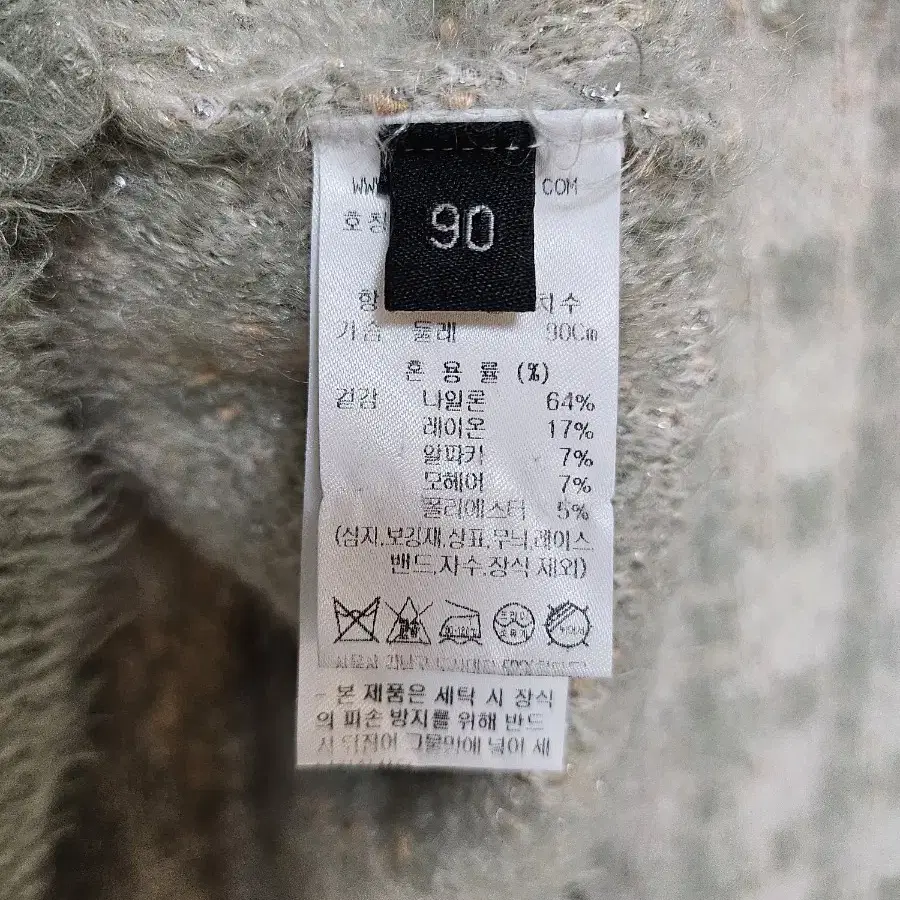 90
WW .COM
호칭
항 치수
가슴 둘레 90Cm
혼 용 률 (%)
겉감 나일론 64%
레이온 17%
알파카 7%
모헤어 7%
폴리에스터 5%
(심지,보강재,상표,무늬,레이스
밴드,자수,장식 제외)
- 본 제품은 세탁 시 장식
의 파손 방지를 위해 반드
시 뒤집어 그물망에 넣어 세